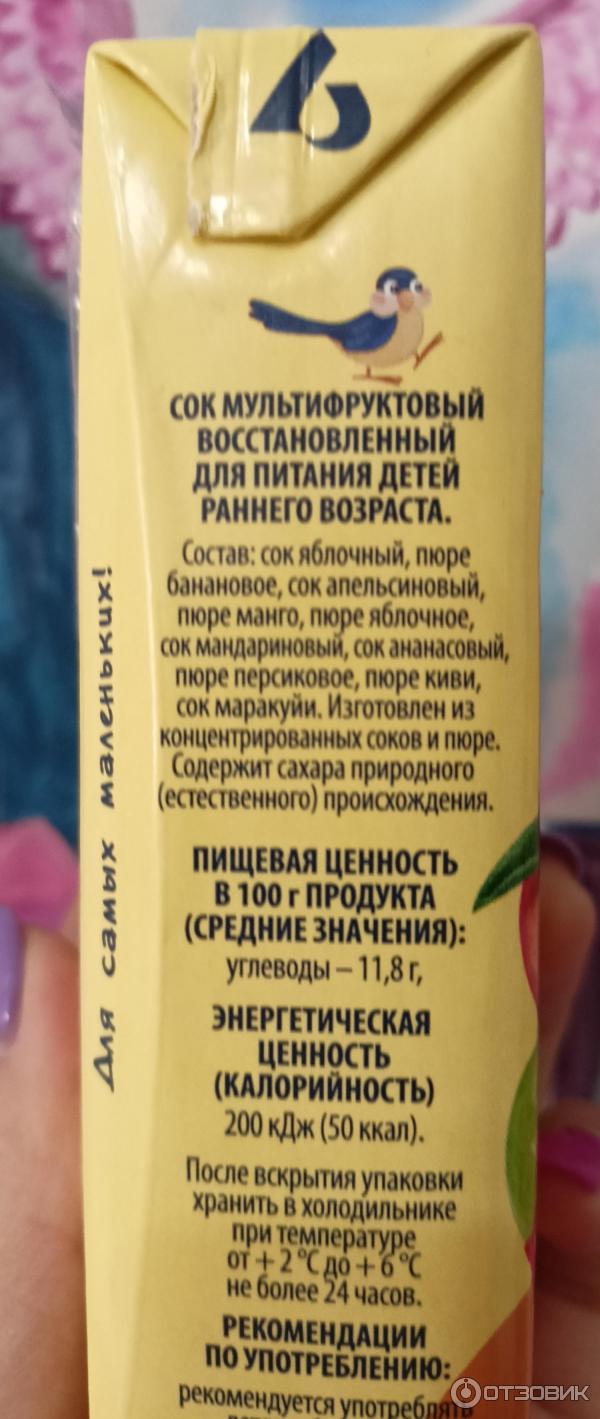 СОК МУЛЬТИФРУКТОВЫЙ
ВОССТАНОВЛЕННЫЙ
ДЛЯ ПИТАНИЯ ДЕТЕЙ
РАННЕГО ВОЗРАСТА.
Состав: сок яблочный, пюре
банановое, сок апельсиновый,
пюре манго, пюре яблочное,
сок мандариновый, сок ананасовый,
пюре персиковое, пюре киви,
сок маракуйи. Изготовлен из
концентрированных соков и пюре.
Содержит сахара природного
(естественного) происхождения.
ПИЩЕВАЯ ЦЕННОСТЬ
В 100 г ПРОДУКТА
(СРЕДНИЕ ЗНАЧЕНИЯ):
углеводы – 11,8 г,
ЭНЕРГЕТИЧЕСКАЯ
ЦЕННОСТЬ
(КАЛОРИЙНОСТЬ)
200 кДж (50 ккал).
После вскрытия упаковки
хранить в холодильнике
при температуре
от + 2 °С до + 6 °С
не более 24 часов.
РЕКОМЕНДАЦИИ
ПО УПОТРЕБЛЕНИЮ:
рекомендуется употреблять
Для самых маленьких!
ОТЗОВИК